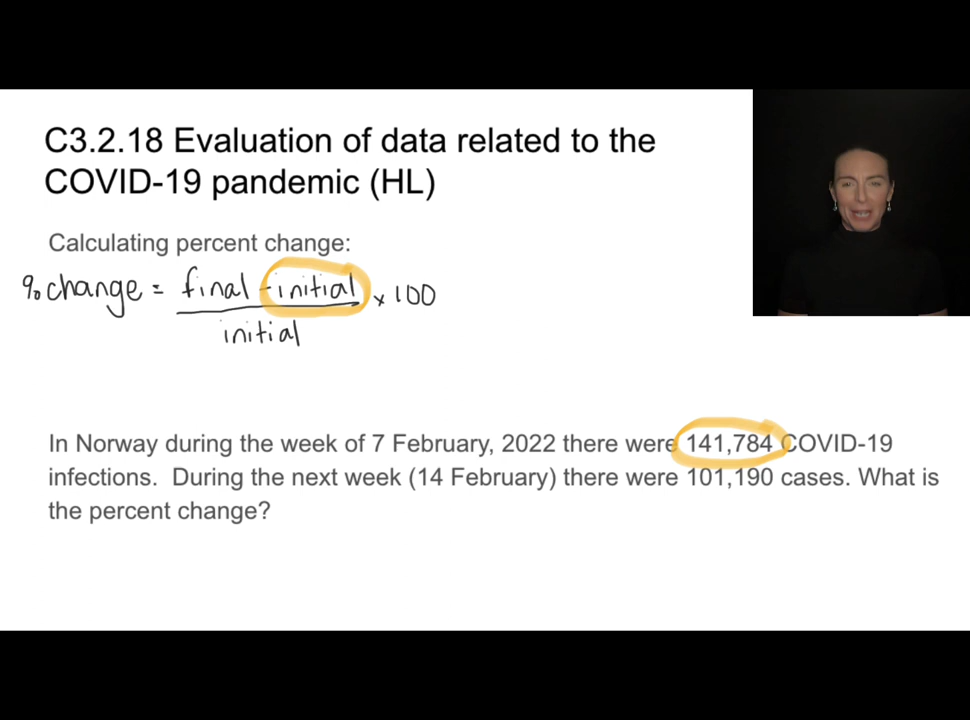 C3.2.18 Evaluation of data related to the
COVID-19 pandemic (HL)
Calculating percent change:
% change = final - initial x 100
initial
In Norway during the week of 7 February, 2022 there were 141,784 COVID-19
infections.  During the next week (14 February) there were 101,190 cases. What is
the percent change?